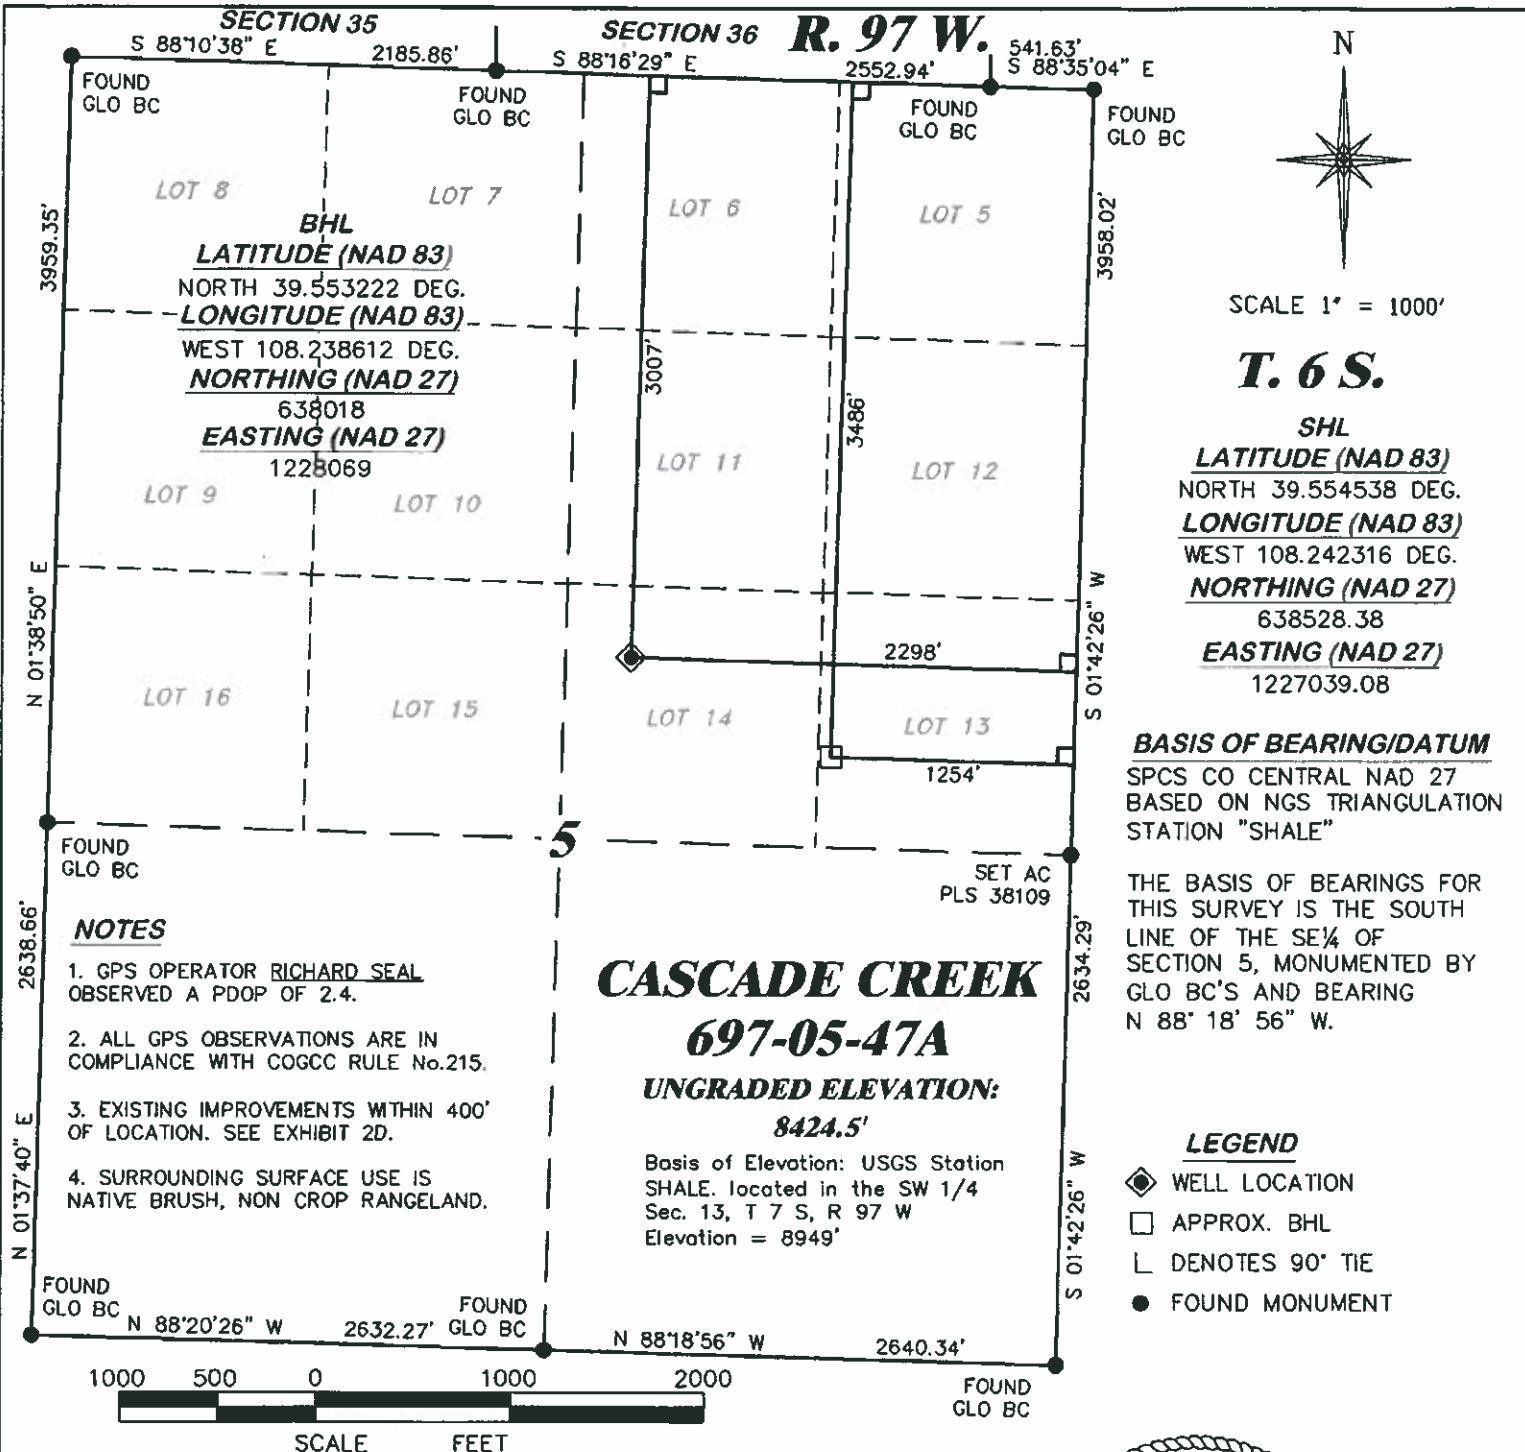 SECTION 35
SECTION 36
R. 97 W.
S 88°10'38" E
2185.86'
S 88°16'29" E
2552.94'
541.63'
S 88°35'04" E
N
FOUND
GLO BC
FOUND
GLO BC
FOUND
GLO BC
FOUND
GLO BC
3959.35'
3958.02'
LOT 8
LOT 7
LOT 6
LOT 5
BHL
LATITUDE (NAD 83)
NORTH 39.553222 DEG.
LONGITUDE (NAD 83)
WEST 108.238612 DEG.
NORTHING (NAD 27)
638018
EASTING (NAD 27)
1228069
3007'
3486'
SCALE 1" = 1000'
T. 6 S.
SHL
LATITUDE (NAD 83)
NORTH 39.554538 DEG.
LONGITUDE (NAD 83)
WEST 108.242316 DEG.
NORTHING (NAD 27)
638528.38
EASTING (NAD 27)
1227039.08
LOT 9
LOT 10
LOT 11
LOT 12
N 01°38'50" E
S 01°42'26" W
2298'
LOT 16
LOT 15
LOT 14
LOT 13
1254'
BASIS OF BEARING/DATUM
SPCS CO CENTRAL NAD 27
BASED ON NGS TRIANGULATION
STATION "SHALE"
THE BASIS OF BEARINGS FOR
THIS SURVEY IS THE SOUTH
LINE OF THE SE¼ OF
SECTION 5, MONUMENTED BY
GLO BC'S AND BEARING
N 88° 18' 56" W.
5
FOUND
GLO BC
SET AC
PLS 38109
2638.66'
2634.29'
NOTES
1. GPS OPERATOR RICHARD SEAL
OBSERVED A PDOP OF 2.4.
2. ALL GPS OBSERVATIONS ARE IN
COMPLIANCE WITH COGCC RULE No.215.
3. EXISTING IMPROVEMENTS WITHIN 400'
OF LOCATION. SEE EXHIBIT 2D.
4. SURROUNDING SURFACE USE IS
NATIVE BRUSH, NON CROP RANGELAND.
CASCADE CREEK
697-05-47A
UNGRADED ELEVATION:
8424.5'
Basis of Elevation: USGS Station
SHALE. located in the SW 1/4
Sec. 13, T 7 S, R 97 W
Elevation = 8949'
N 01°37'40" E
S 01°42'26" W
LEGEND
WELL LOCATION
APPROX. BHL
DENOTES 90° TIE
FOUND MONUMENT
FOUND
GLO BC
N 88°20'26" W
2632.27'
FOUND
GLO BC
N 88°18'56" W
2640.34'
FOUND
GLO BC
1000 500 0 1000 2000
SCALE FEET